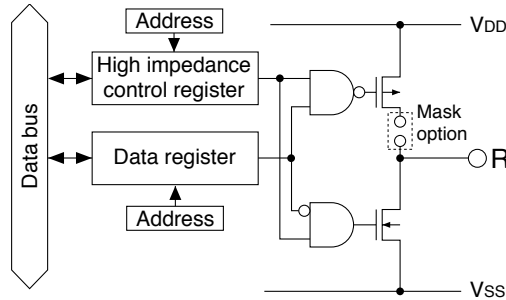 Address
VDD
High impedance
control register
Mask
option
Data bus
Data register
R
Address
VSS